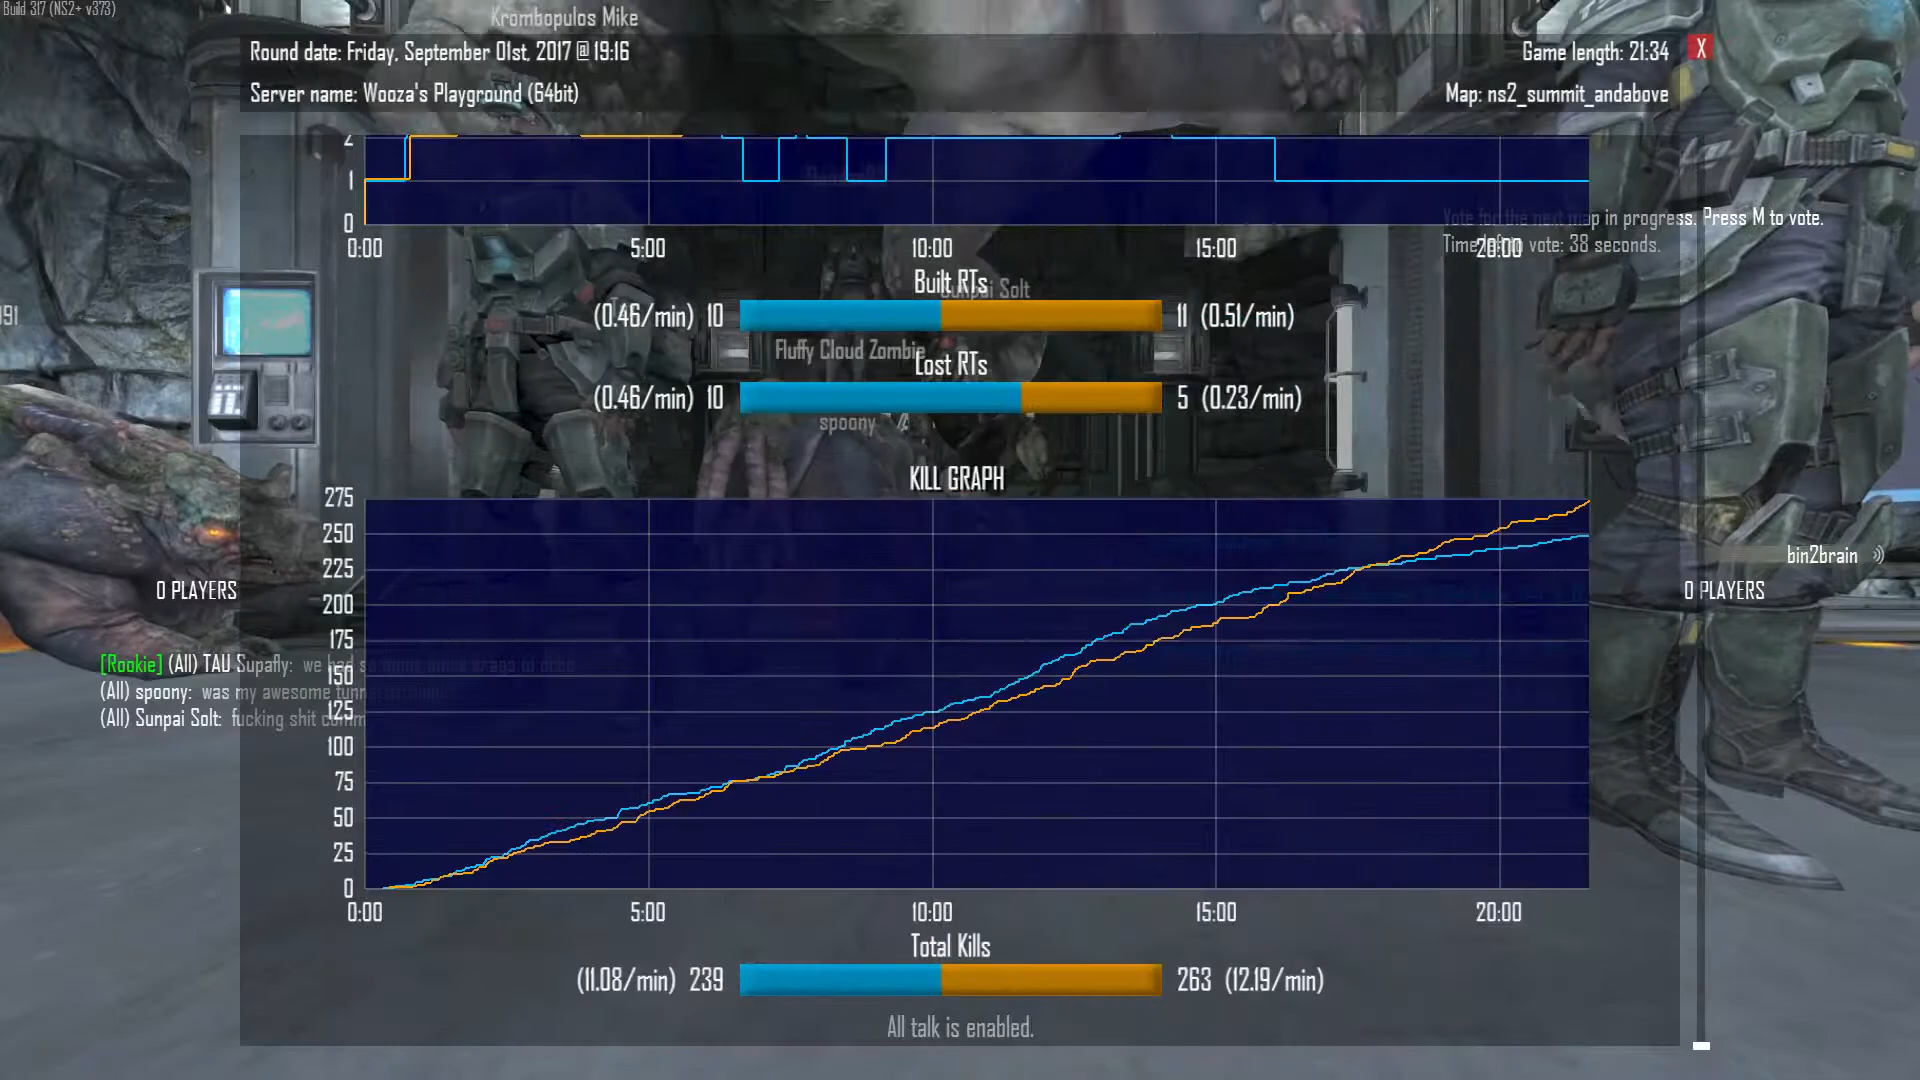 Build 317 (NS2+ v373)
Krombopulos Mike
Round date: Friday, September 01st, 2017 @ 19:16
Game length: 21:34
X
Server name: Wooza's Playground (64bit)
Map: ns2_summit_andabove
2
1
0
0:00 5:00 10:00 15:00 20:00
Vote for the next map in progress. Press M to vote.
Time left to vote: 38 seconds.
Built RTs
Sunpai Solt
(0.46/min) 10
11 (0.51/min)
Fluffy Cloud Zombie
Lost RTs
(0.46/min) 10
5 (0.23/min)
spoony
KILL GRAPH
275
250
225
200
175
150
125
100
75
50
25
0
0:00 5:00 10:00 15:00 20:00
bin2brain
0 PLAYERS
0 PLAYERS
[Rookie] (All) TAU Supafly: we had
(All) spoony: was my awesome
(All) Sunpai Solt: fucking shit
Total Kills
(11.08/min) 239
263 (12.19/min)
All talk is enabled.